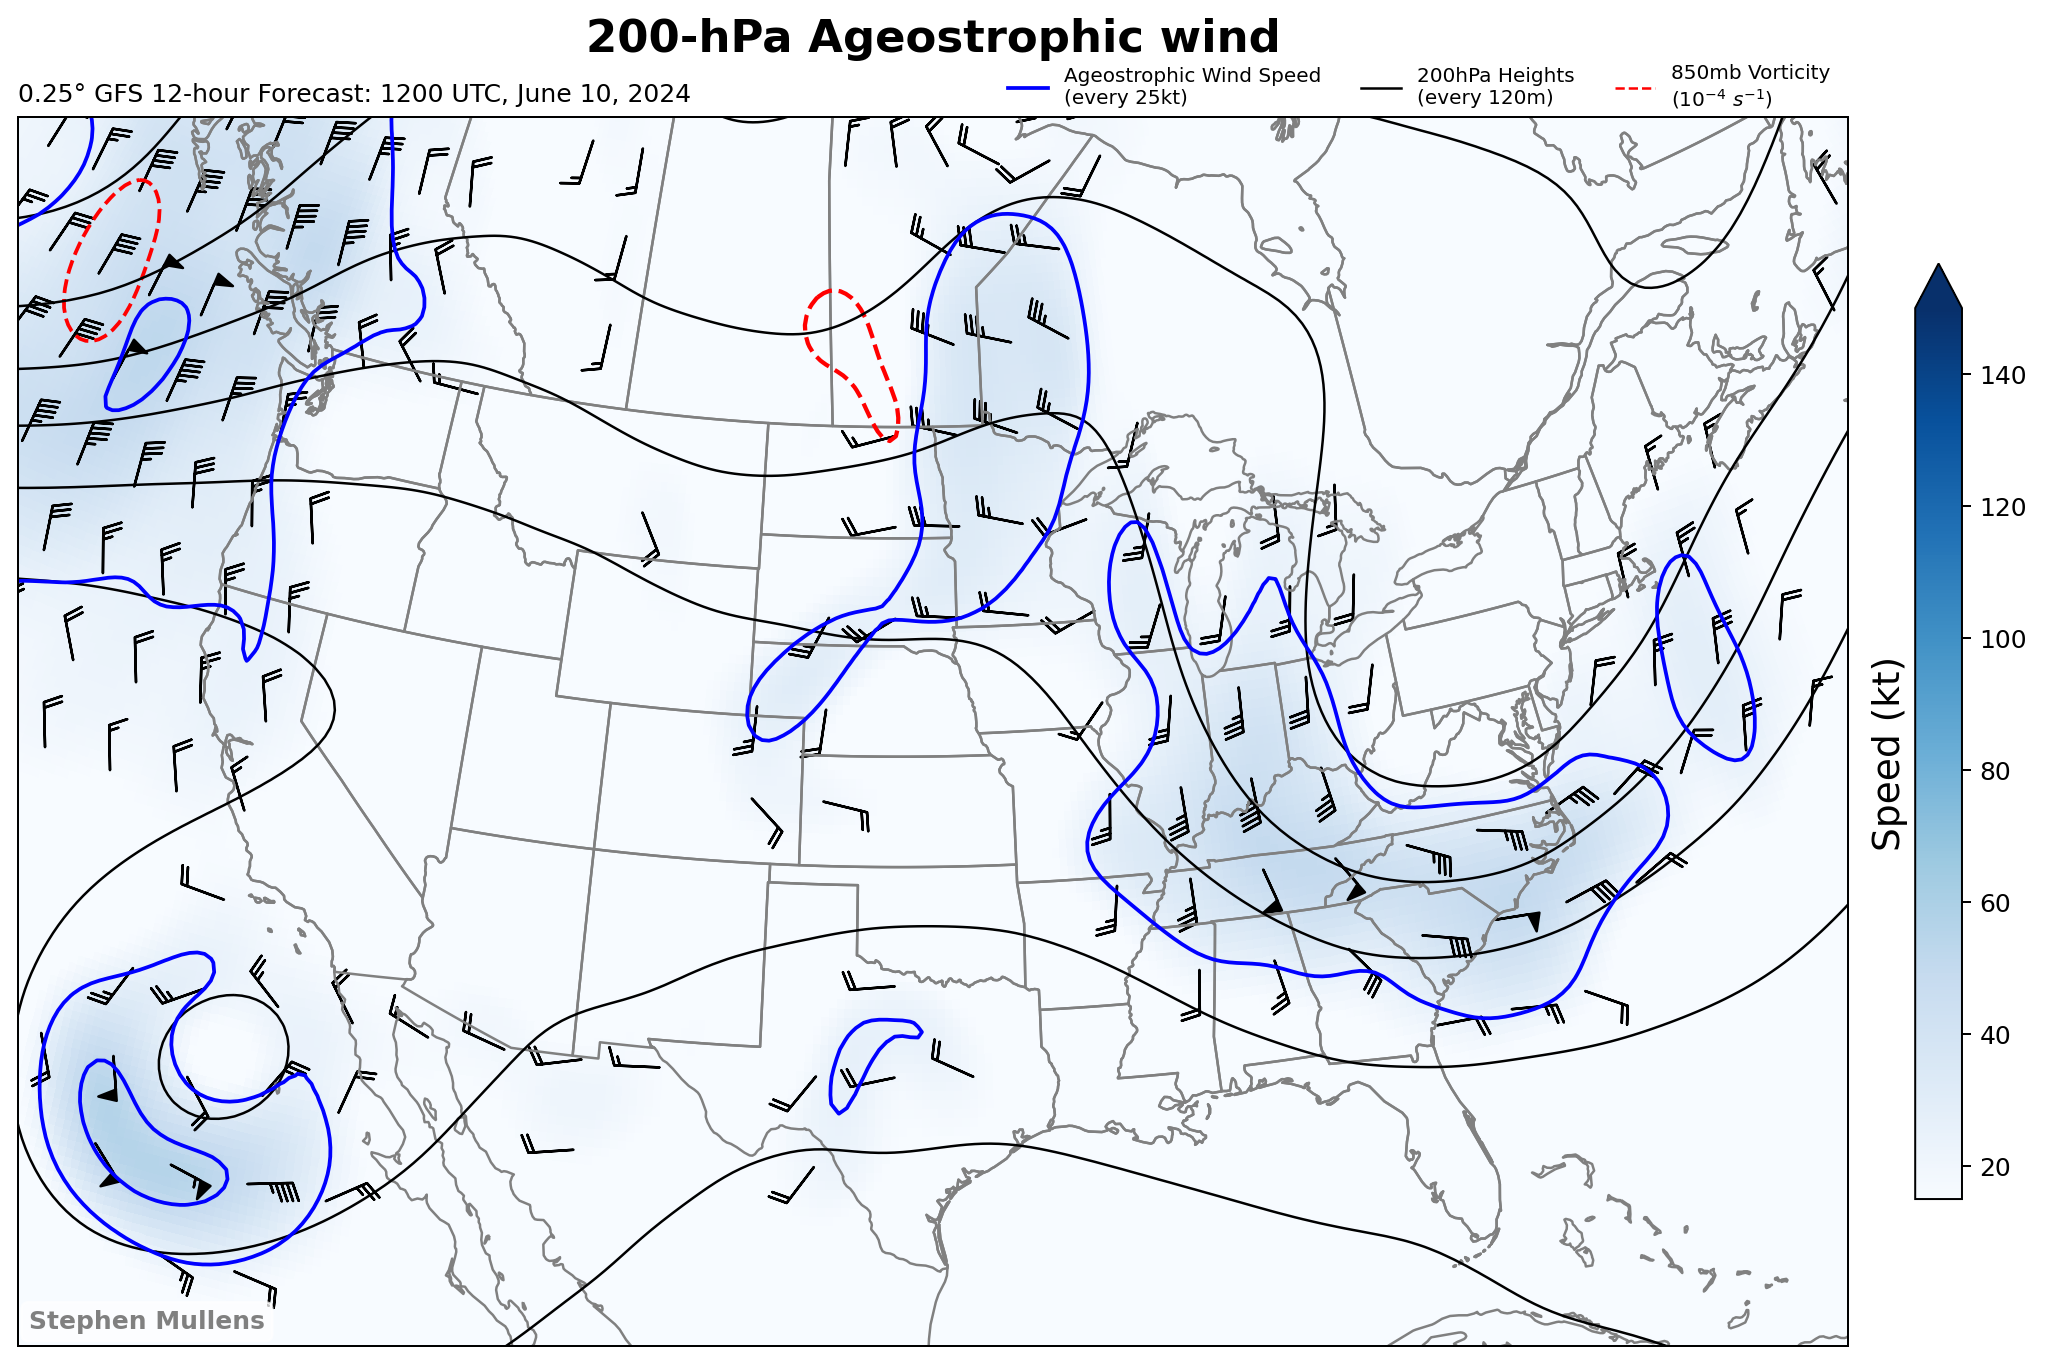 200-hPa Ageostrophic wind
0.25° GFS 12-hour Forecast: 1200 UTC, June 10, 2024
Ageostrophic Wind Speed
(every 25kt)
200hPa Heights
(every 120m)
850mb Vorticity
(10⁻⁴ s⁻¹)
140
120
100
80
60
40
20
Speed (kt)
Stephen Mullens